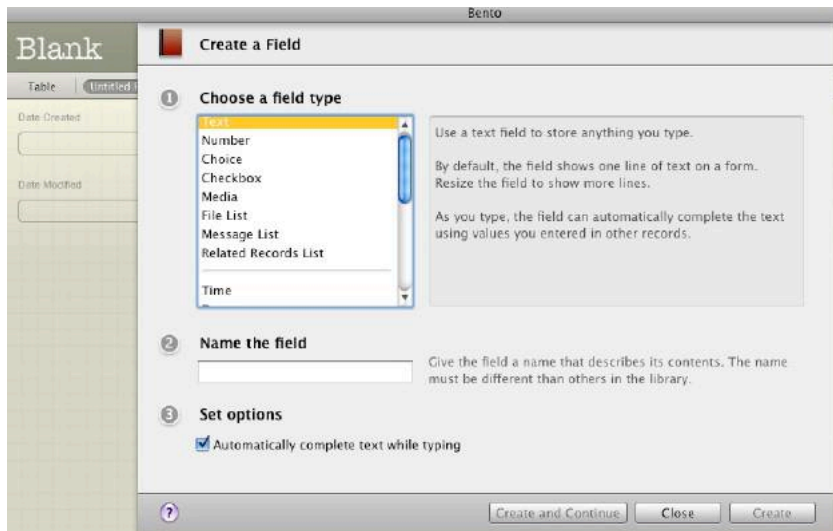 Bento
Blank
Create a Field
Table
Untitled
Date Created
Date Modified
1
Choose a field type
Text
Number
Choice
Checkbox
Media
File List
Message List
Related Records List
Time
Use a text field to store anything you type.
By default, the field shows one line of text on a form.
Resize the field to show more lines.
As you type, the field can automatically complete the text
using values you entered in other records.
2
Name the field
Give the field a name that describes its contents. The name
must be different than others in the library.
3
Set options
Automatically complete text while typing
?
Create and Continue
Close
Create